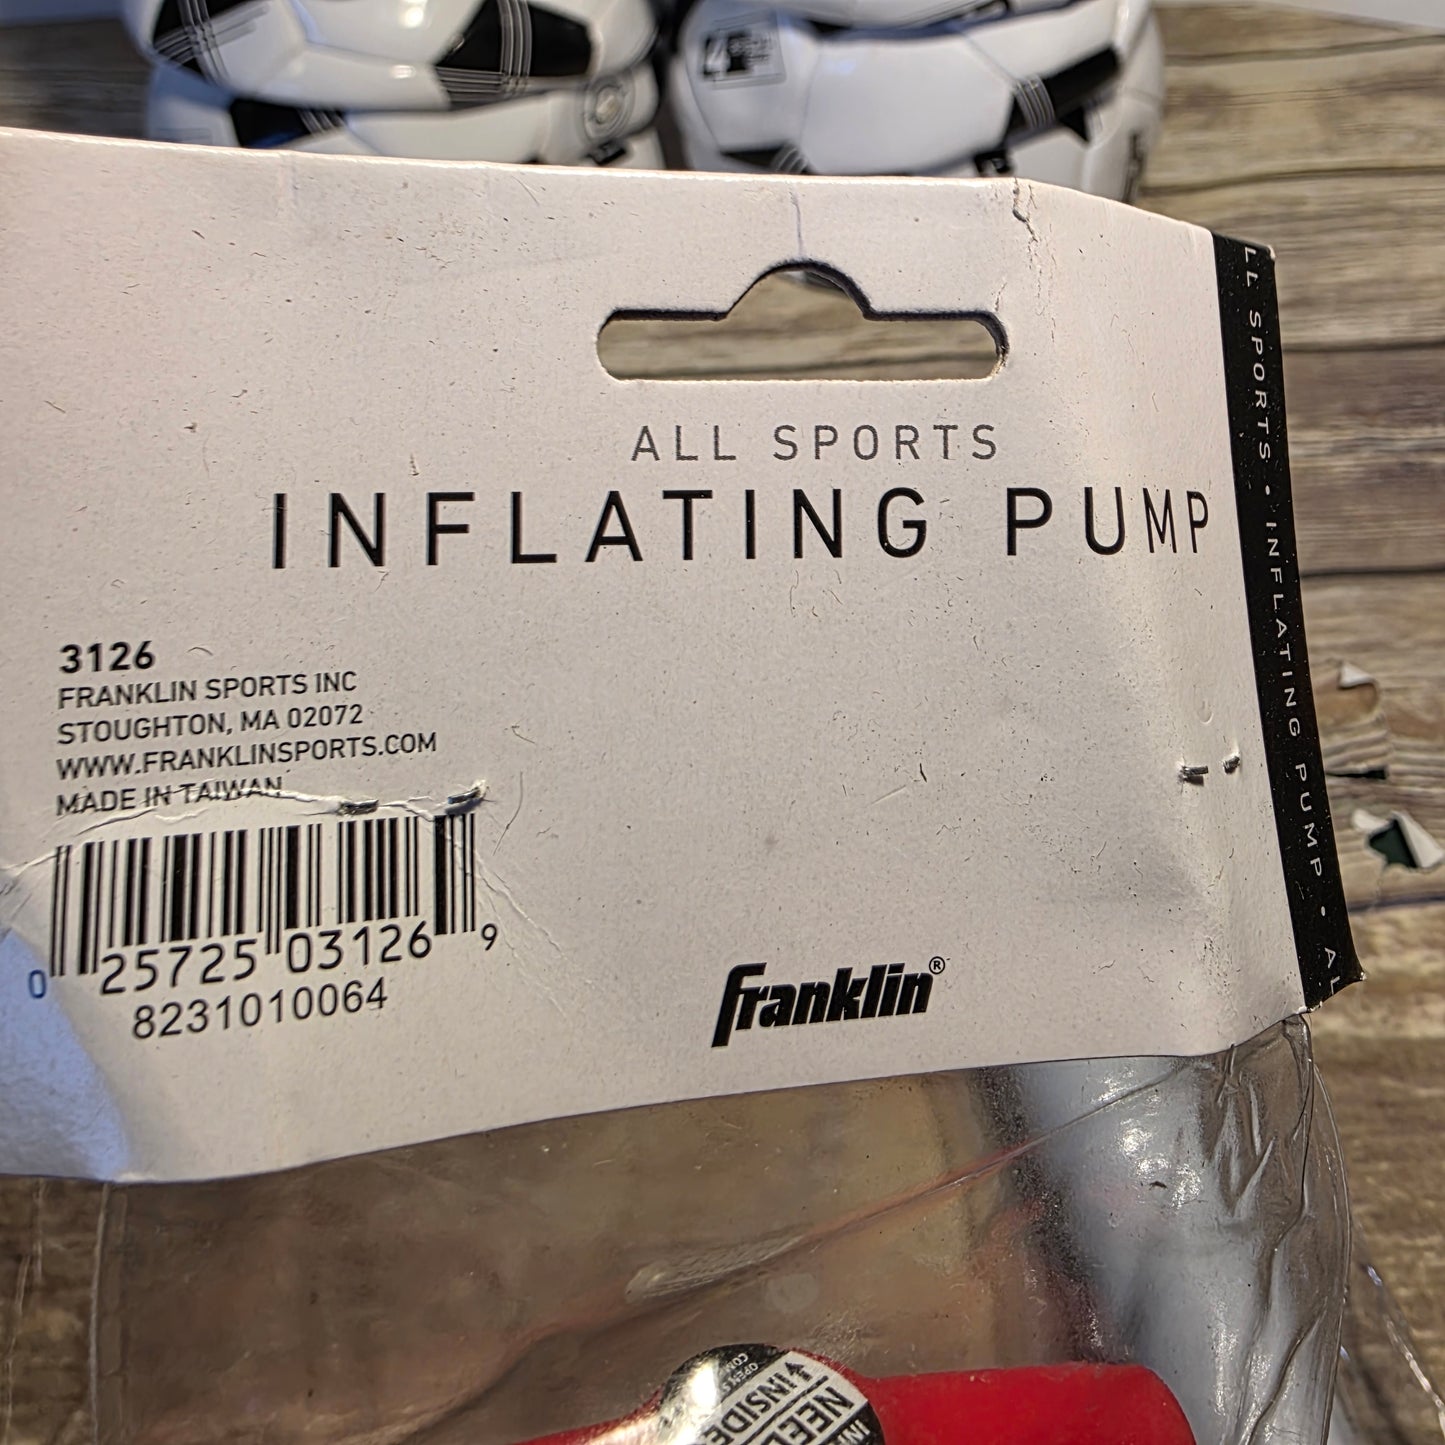 ALL SPORTS
INFLATING PUMP
3126
FRANKLIN SPORTS INC
STOUGHTON, MA 02072
WWW.FRANKLINSPORTS.COM
MADE IN TAIWAN
0 25725 03126 9
8231010064
Franklin®
LL SPORTS • INFLATING PUMP • AL
INSIDE